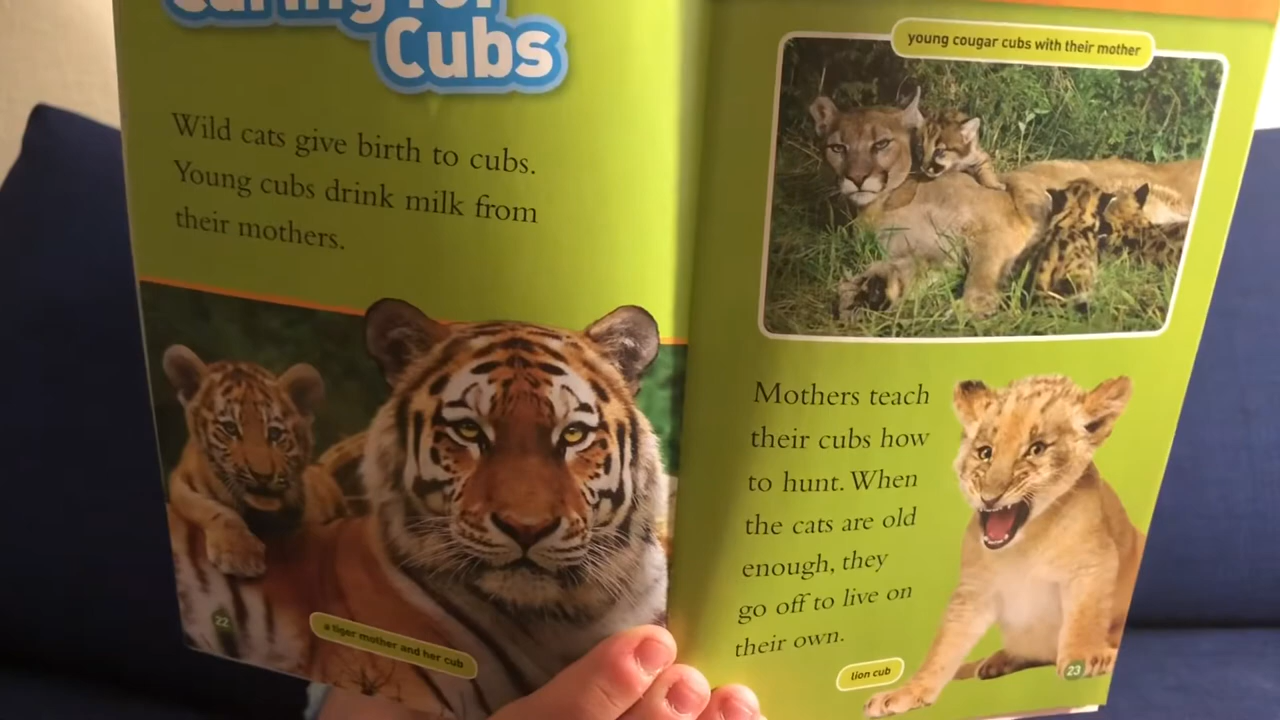 Caring for
Cubs
Wild cats give birth to cubs.
Young cubs drink milk from
their mothers.
a tiger mother and her cub
22
young cougar cubs with their mother
Mothers teach
their cubs how
to hunt. When
the cats are old
enough, they
go off to live on
their own.
lion cub
23